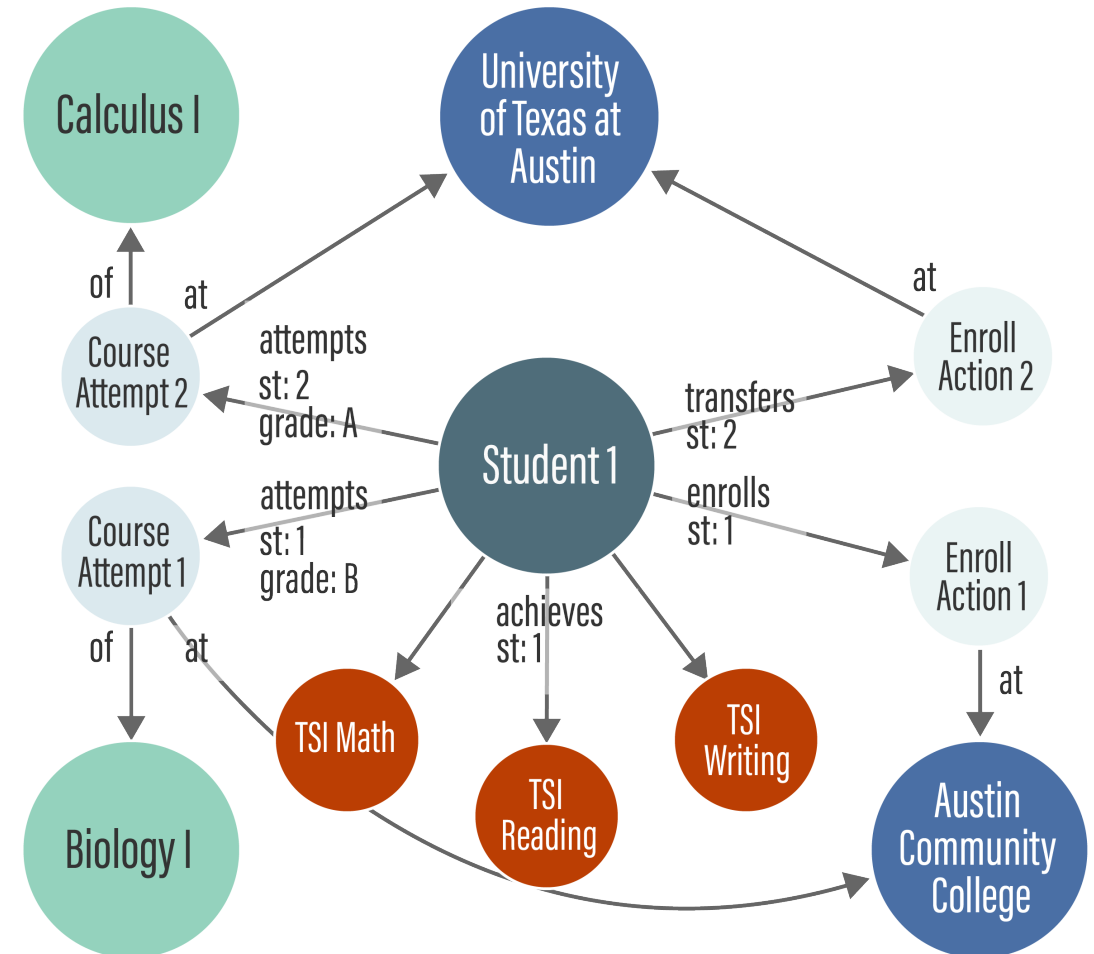 Calculus I
University
of Texas at
Austin
of
at
at
Course
Attempt 2
attempts
st: 2
grade: A
Student 1
transfers
st: 2
Enroll
Action 2
Course
Attempt 1
attempts
st: 1
grade: B
enrolls
st: 1
Enroll
Action 1
of
at
achieves
st: 1
at
TSI Math
TSI
Reading
TSI
Writing
Biology I
Austin
Community
College